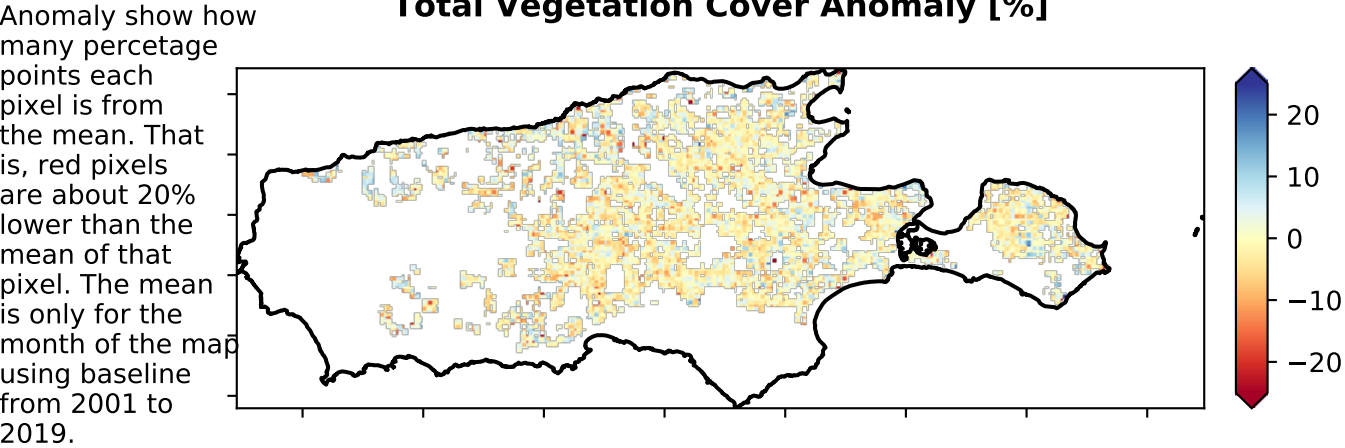 Total Vegetation Cover Anomaly [%]
Anomaly show how
many percetage
points each
pixel is from
the mean. That
is, red pixels
are about 20%
lower than the
mean of that
pixel. The mean
is only for the
month of the map
using baseline
from 2001 to
2019.
20
10
0
−10
−20